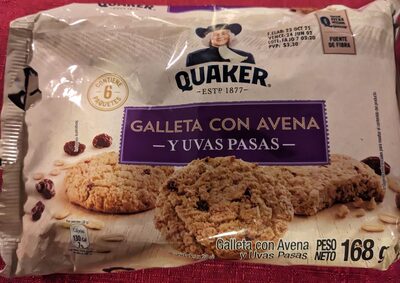 CONTIENE
6
PAQUETES
QUAKER
ESTD 1877
GALLETA CON AVENA
Y UVAS PASAS
FUENTE
DE FIBRA
Galleta con Avena
y Uvas Pasas
PESO
NETO
168 g